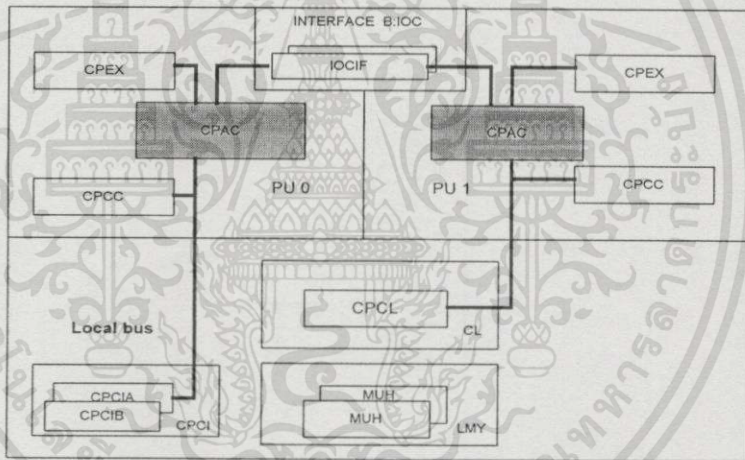 INTERFACE B:IOC
IOCIF
CPEX
CPEX
CPAC
CPAC
CPCC
PU 0
PU 1
CPCC
CPCL
CL
Local bus
CPCIA
CPCIB
CPCI
MUH
MUH
LMY